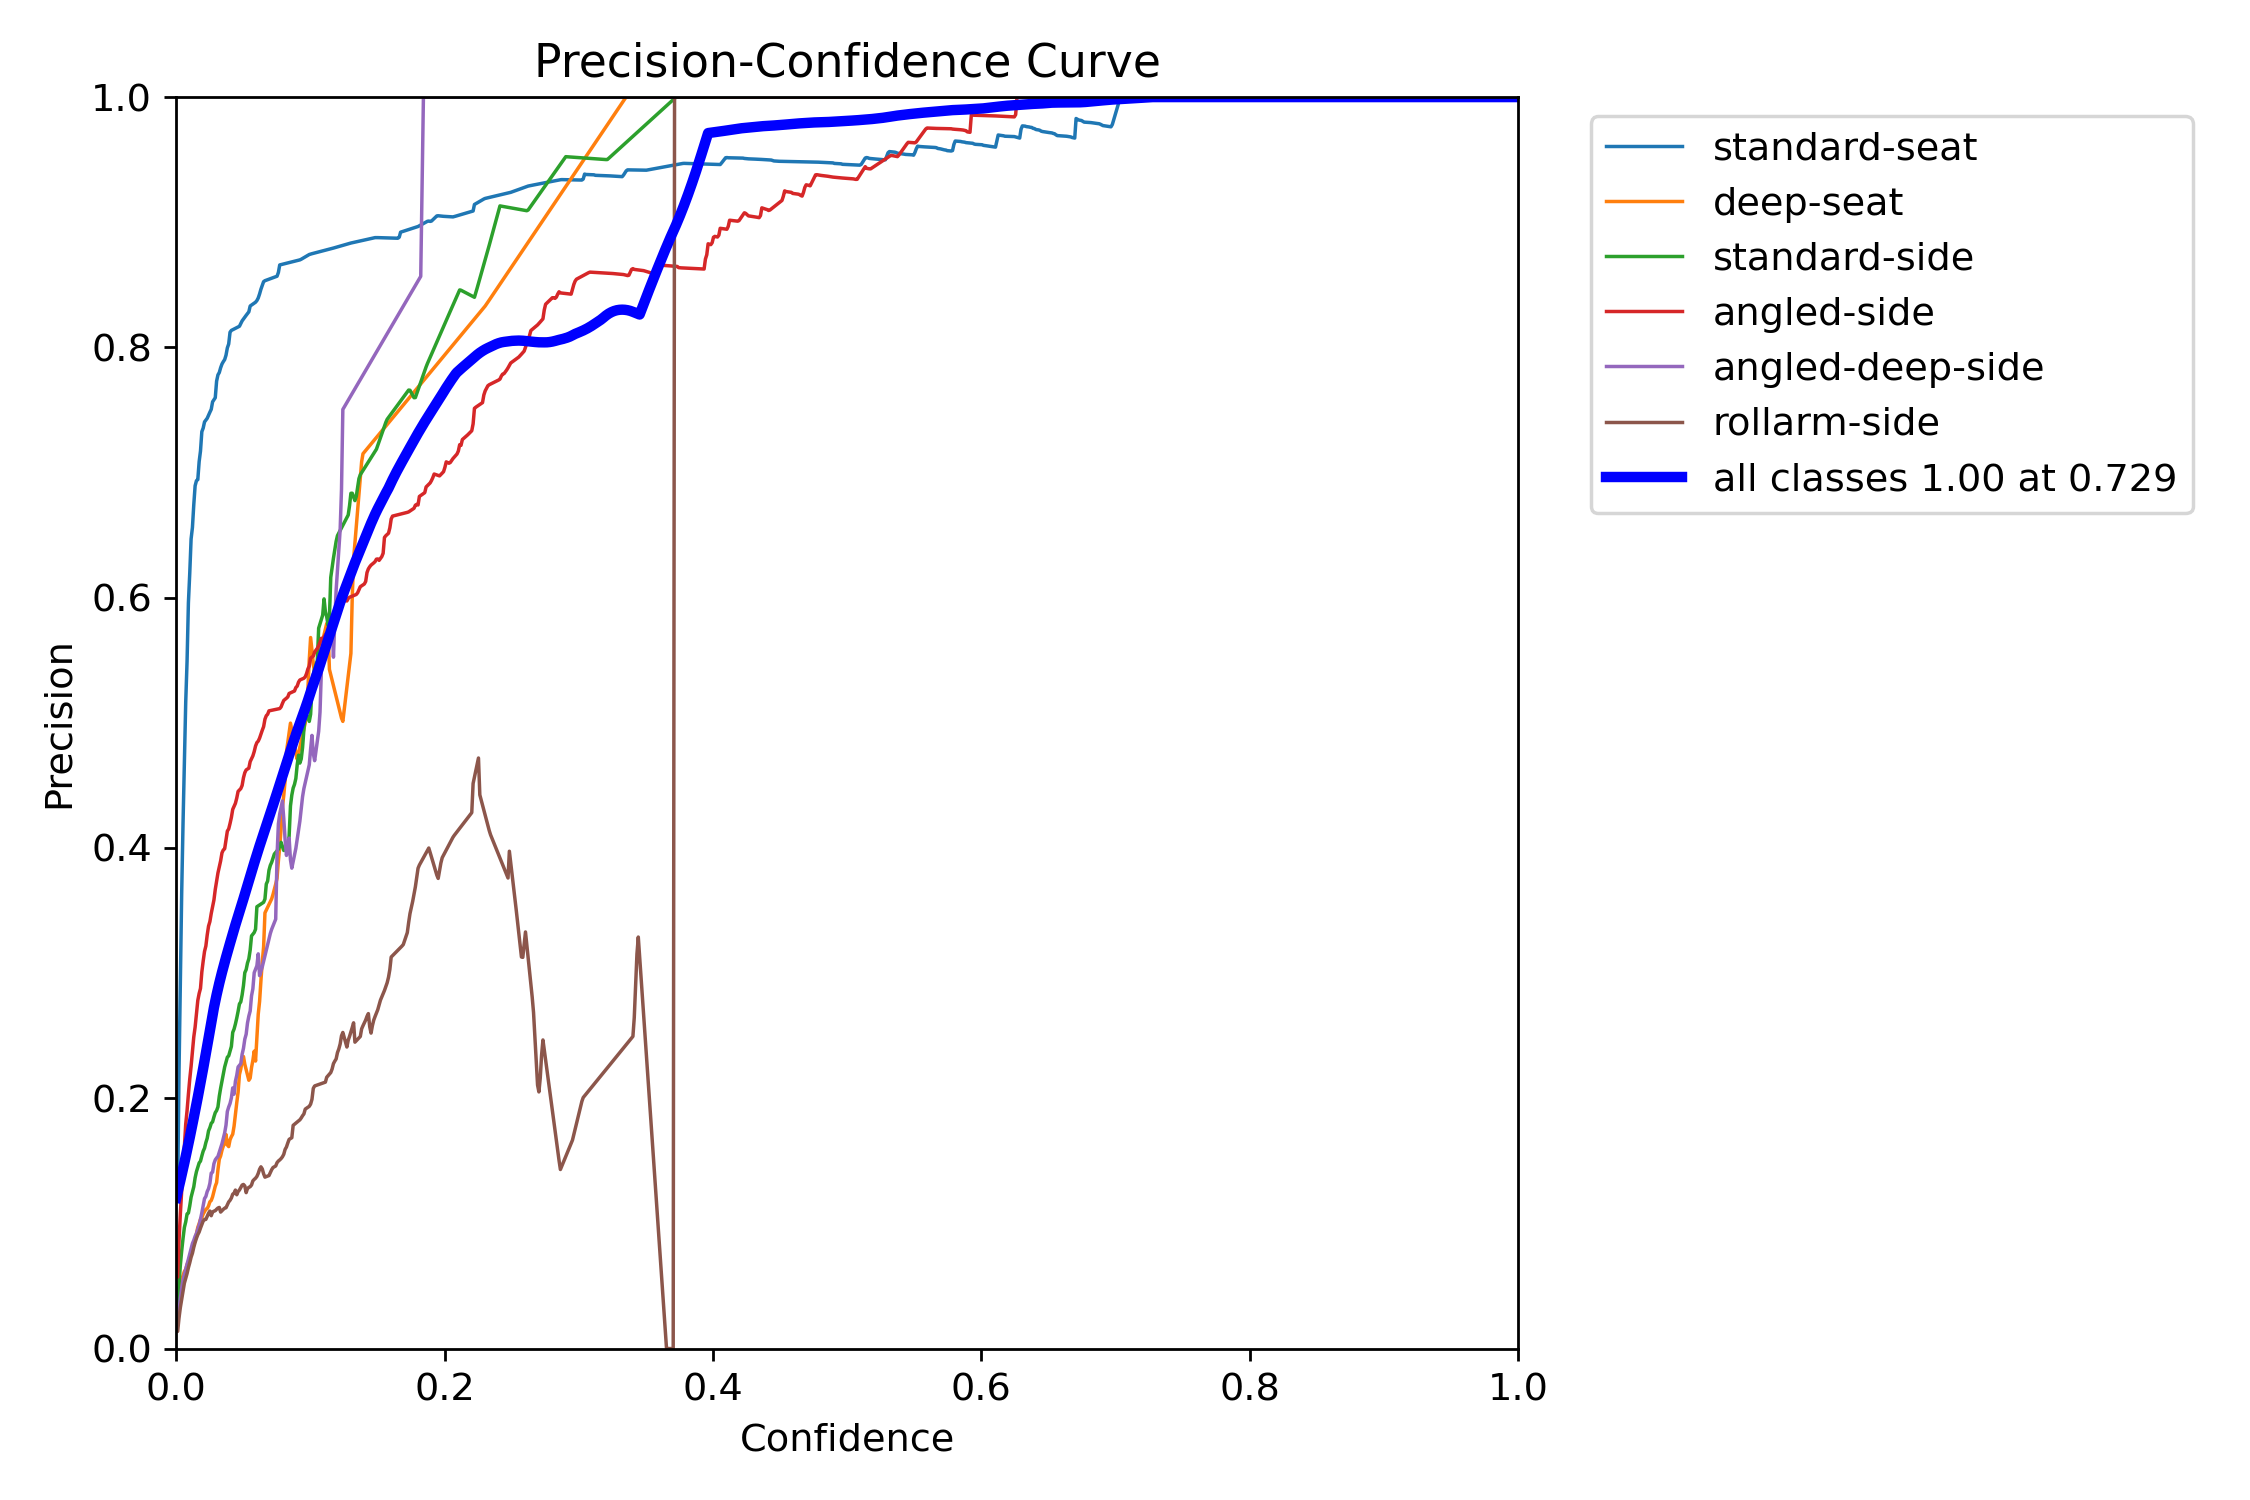 Precision-Confidence Curve
1.0
0.8
0.6
0.4
0.2
0.0
Precision
0.0 0.2 0.4 0.6 0.8 1.0
Confidence
standard-seat
deep-seat
standard-side
angled-side
angled-deep-side
rollarm-side
all classes 1.00 at 0.729